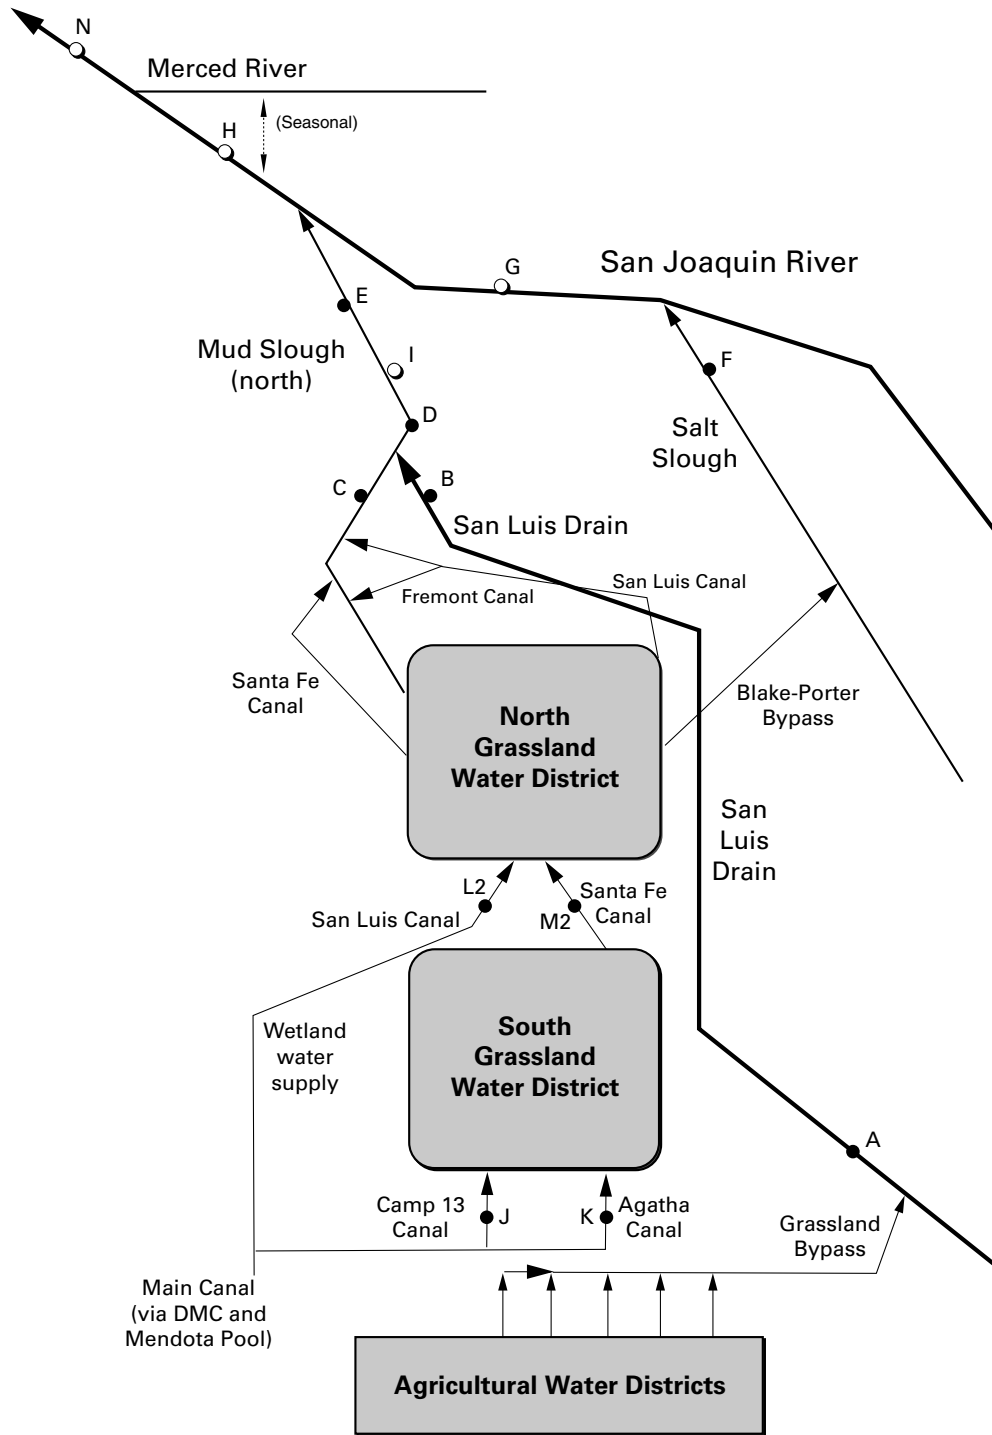 N
Merced River
H
(Seasonal)
San Joaquin River
G
E
Mud Slough
(north)
I
F
D
Salt
Slough
C
B
San Luis Drain
San Luis Canal
Fremont Canal
Santa Fe
Canal
Blake-Porter
Bypass
North
Grassland
Water District
San
Luis
Drain
L2
Santa Fe
Canal
San Luis Canal
M2
Wetland
water
supply
South
Grassland
Water District
A
Camp 13
Canal
J
K
Agatha
Canal
Grassland
Bypass
Main Canal
(via DMC and
Mendota Pool)
Agricultural Water Districts